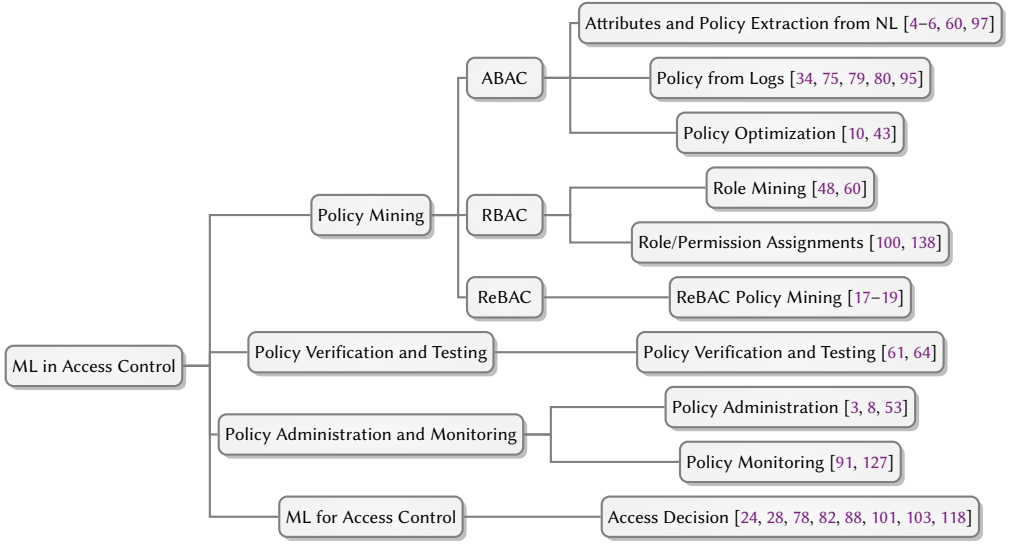 Attributes and Policy Extraction from NL [4–6, 60, 97]
ABAC
Policy from Logs [34, 75, 79, 80, 95]
Policy Optimization [10, 43]
Role Mining [48, 60]
Policy Mining
RBAC
Role/Permission Assignments [100, 138]
ReBAC
ReBAC Policy Mining [17–19]
ML in Access Control
Policy Verification and Testing
Policy Verification and Testing [61, 64]
Policy Administration [3, 8, 53]
Policy Administration and Monitoring
Policy Monitoring [91, 127]
ML for Access Control
Access Decision [24, 28, 78, 82, 88, 101, 103, 118]